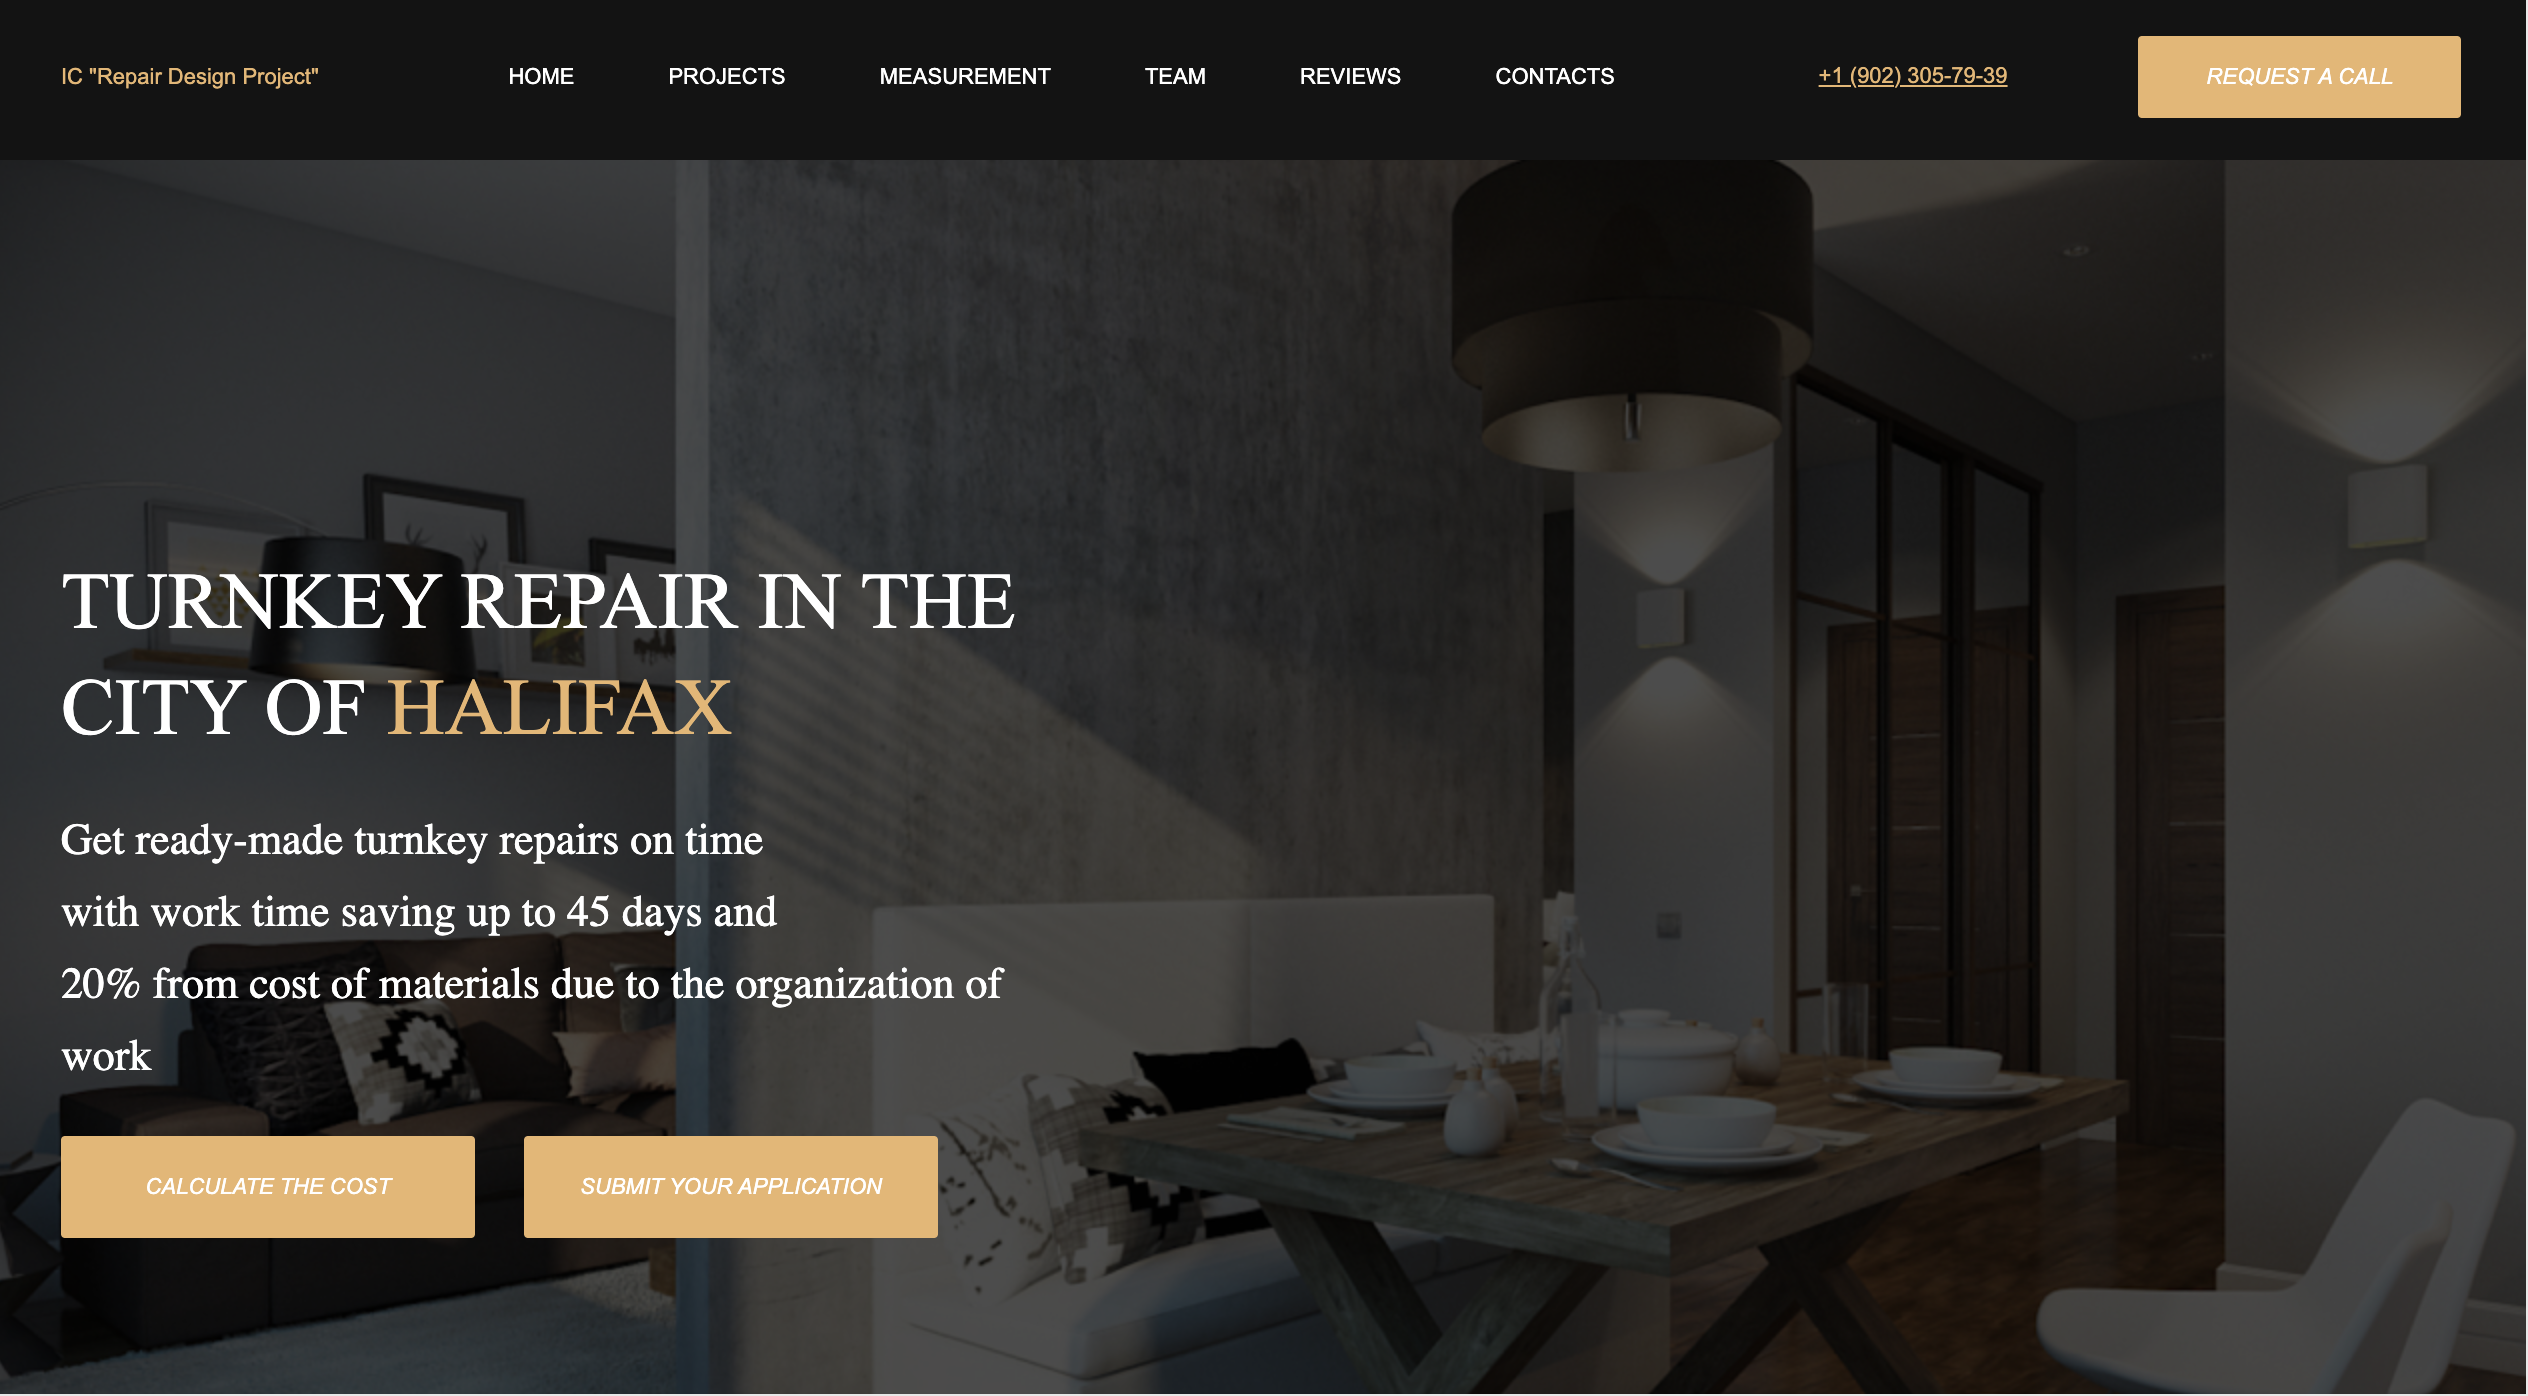 IC "Repair Design Project"
HOME
PROJECTS
MEASUREMENT
TEAM
REVIEWS
CONTACTS
+1 (902) 305-79-39
REQUEST A CALL
TURNKEY REPAIR IN THE
CITY OF HALIFAX
Get ready-made turnkey repairs on time
with work time saving up to 45 days and
20% from cost of materials due to the organization of
work
CALCULATE THE COST
SUBMIT YOUR APPLICATION